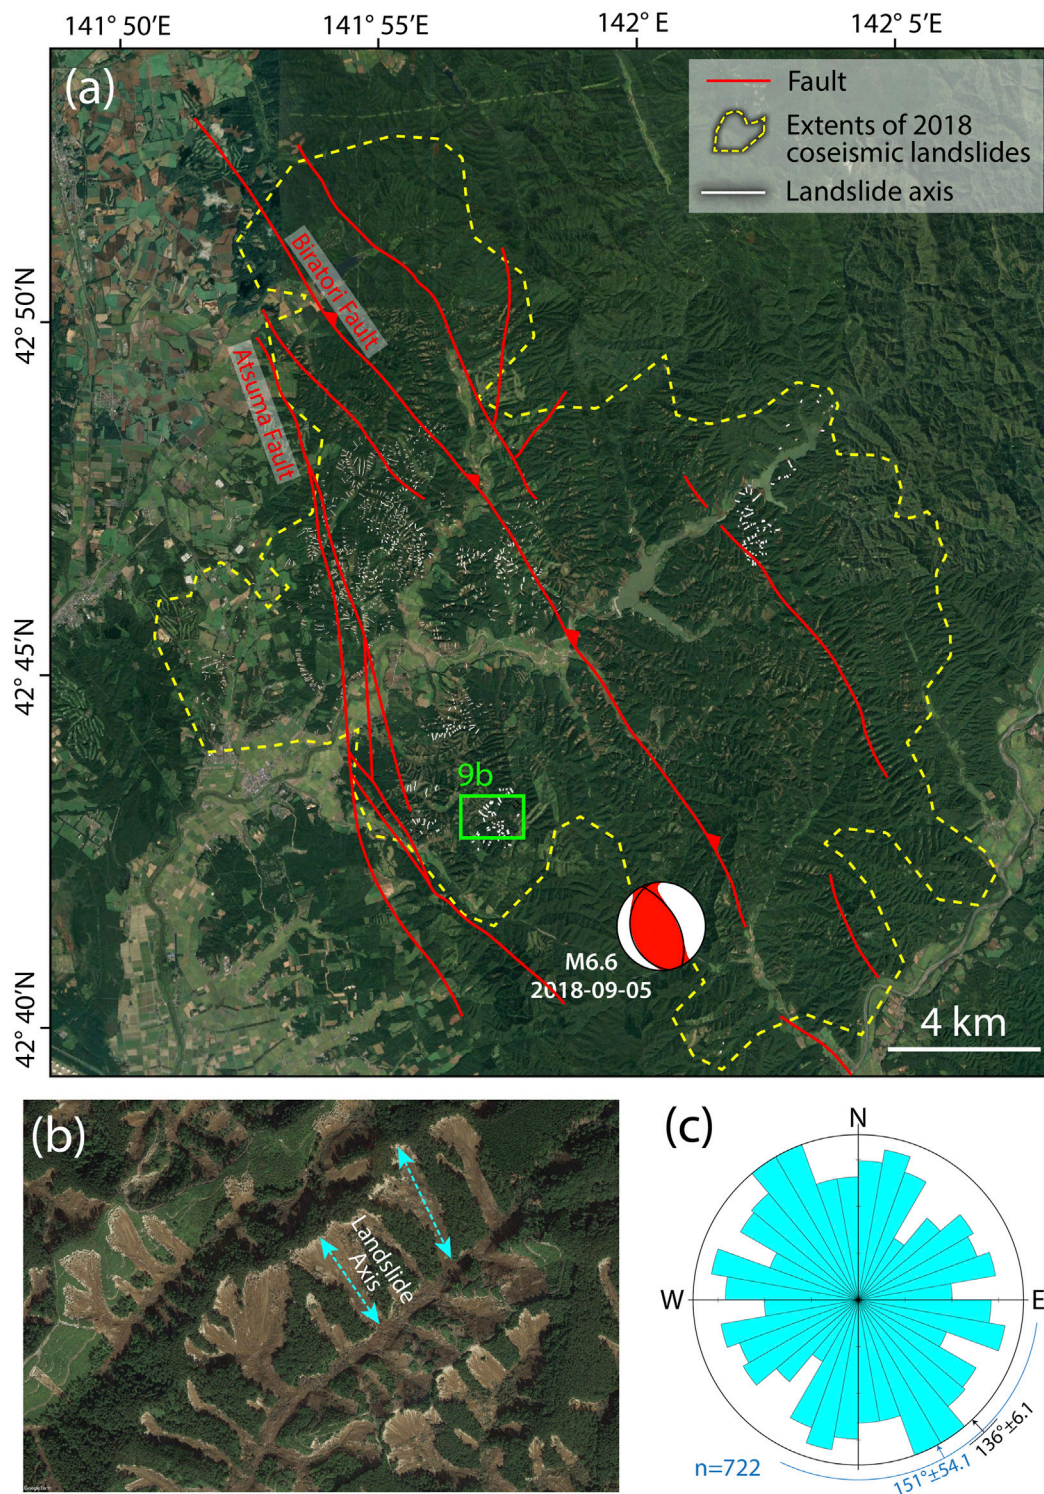 141° 50′E 141° 55′E 142° E 142° 5′E
(a)
Fault
Extents of 2018
coseismic landslides
Landslide axis
42° 50′N
Biratori Fault
Atsuma Fault
42° 45′N
9b
M6.6
2018-09-05
42° 40′N
4 km
(b)
Landslide
Axis
Google Earth
(c)
N
W
E
n=722
151°±54.1
136°±6.1